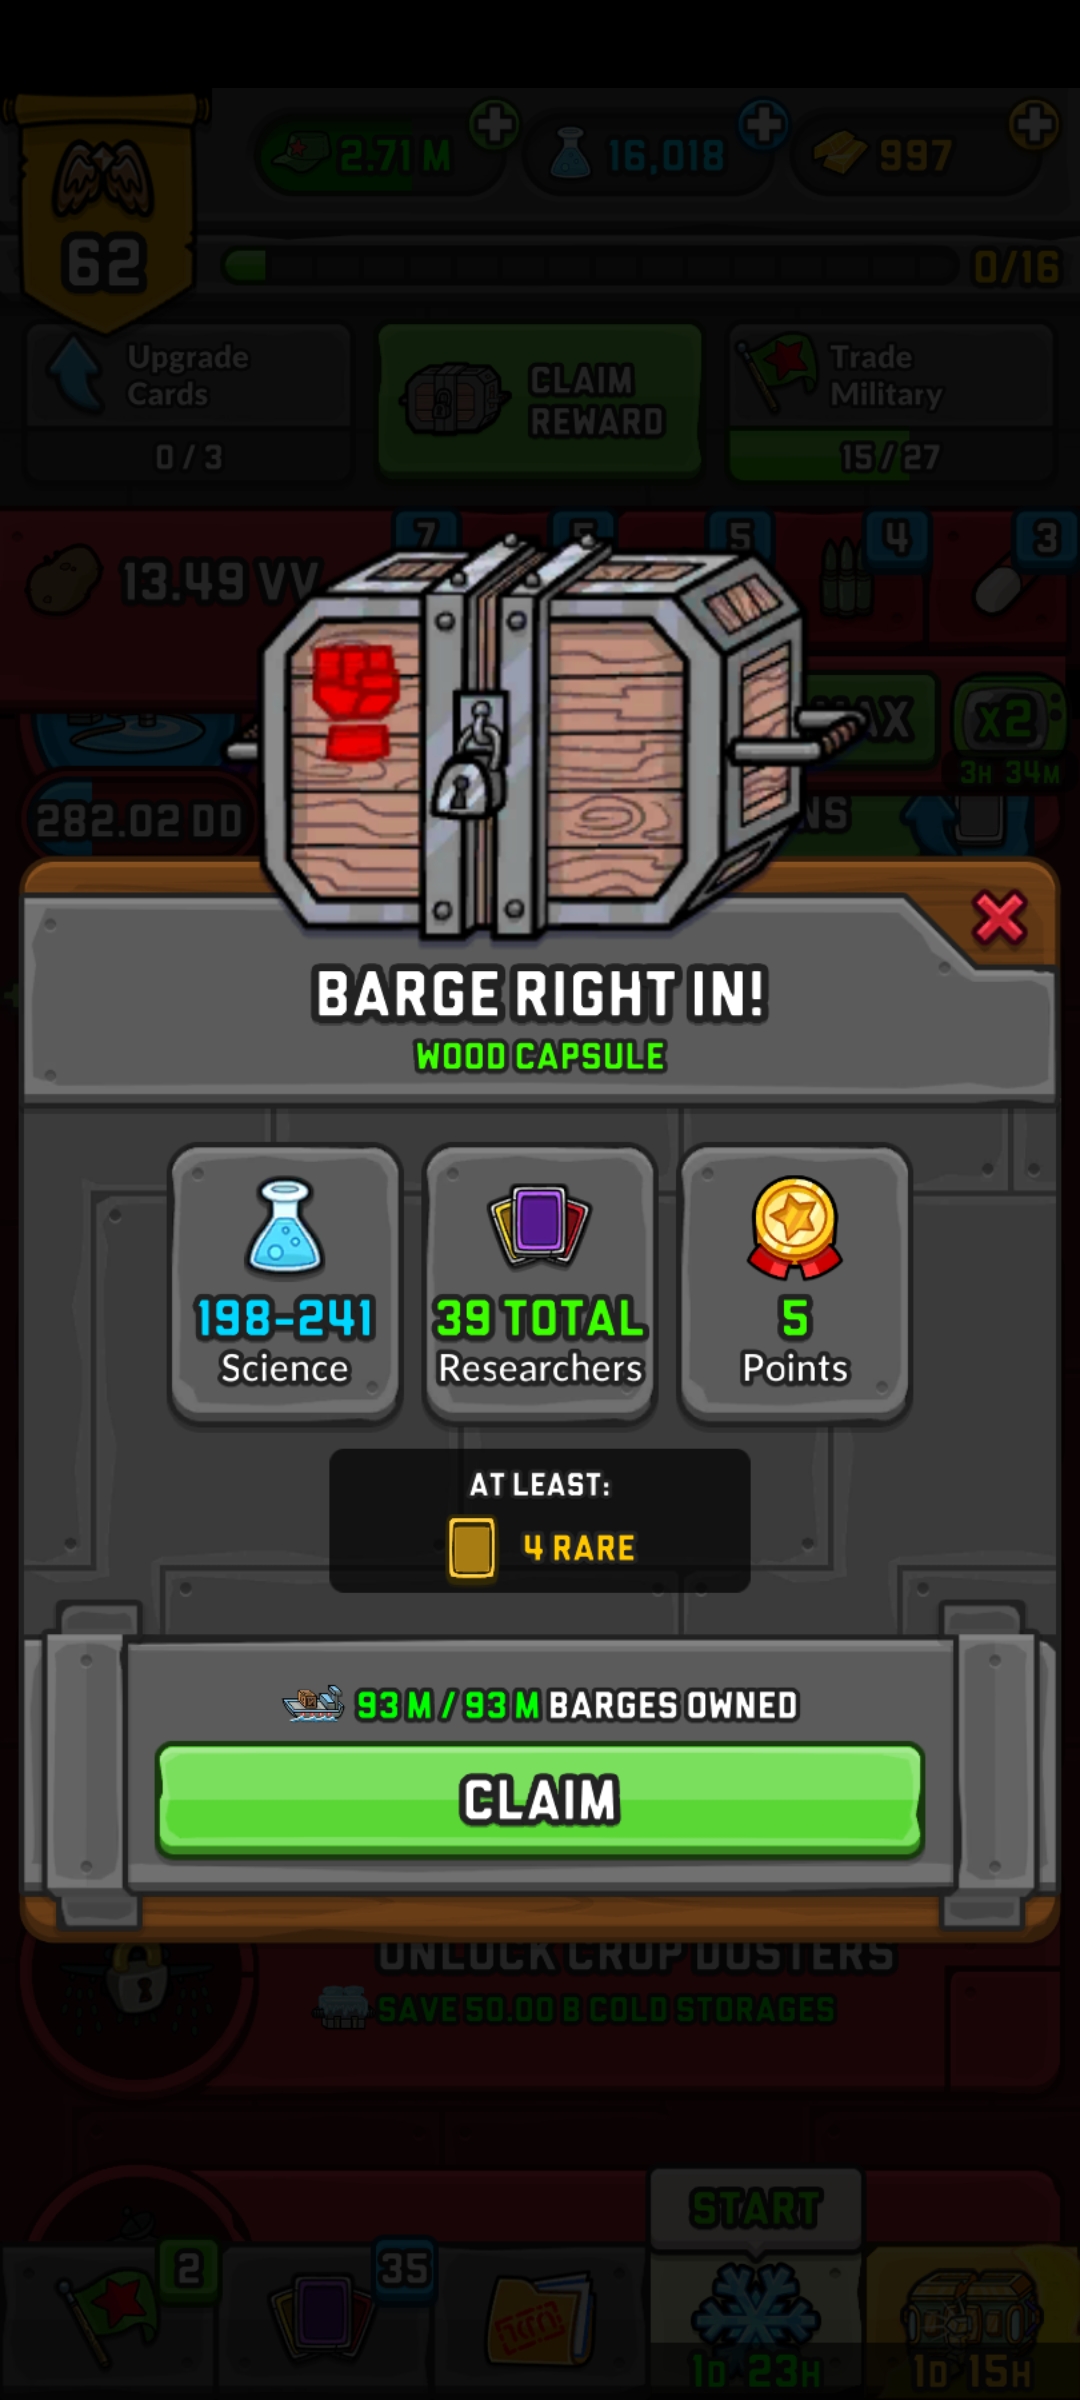 2.71 M
16,018
997
62
0/16
Upgrade
Cards
0 / 3
CLAIM
REWARD
Trade
Military
15/27
13.49 VV
7
5
5
4
3
AX
x2
3H 34M
282.02 DD
NS
BARGE RIGHT IN!
WOOD CAPSULE
198-241
Science
39 TOTAL
Researchers
5
Points
AT LEAST:
4 RARE
93 M / 93 M BARGES OWNED
CLAIM
UNLOCK CROP DUSTERS
SAVE 50.00 B COLD STORAGES
START
2
35
1D 23H
1D 15H